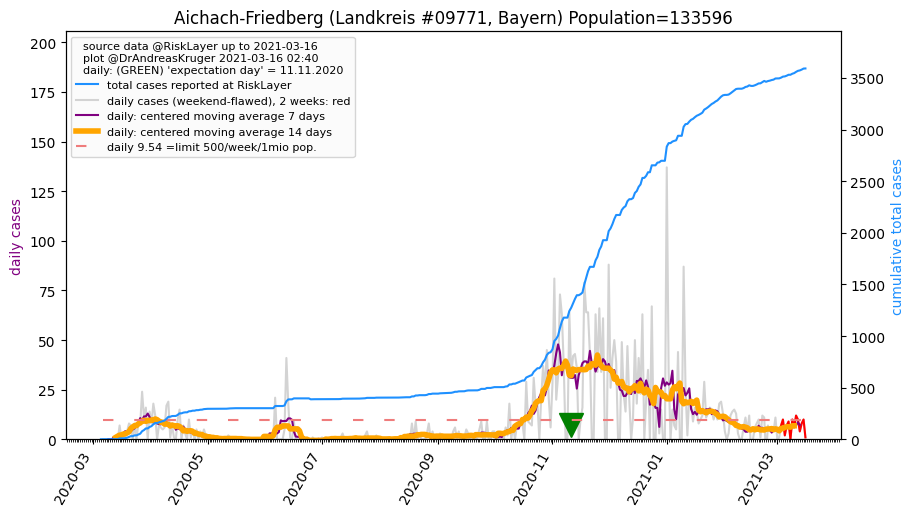 Aichach-Friedberg (Landkreis #09771, Bayern) Population=133596
source data @RiskLayer up to 2021-03-16
plot @DrAndreasKruger 2021-03-16 02:40
daily: (GREEN) 'expectation day' = 11.11.2020
total cases reported at RiskLayer
daily cases (weekend-flawed), 2 weeks: red
daily: centered moving average 7 days
daily: centered moving average 14 days
daily 9.54 =limit 500/week/1mio pop.
daily cases
200
175
150
125
100
75
50
25
0
cumulative total cases
3500
3000
2500
2000
1500
1000
500
0
2020-03
2020-05
2020-07
2020-09
2020-11
2021-01
2021-03